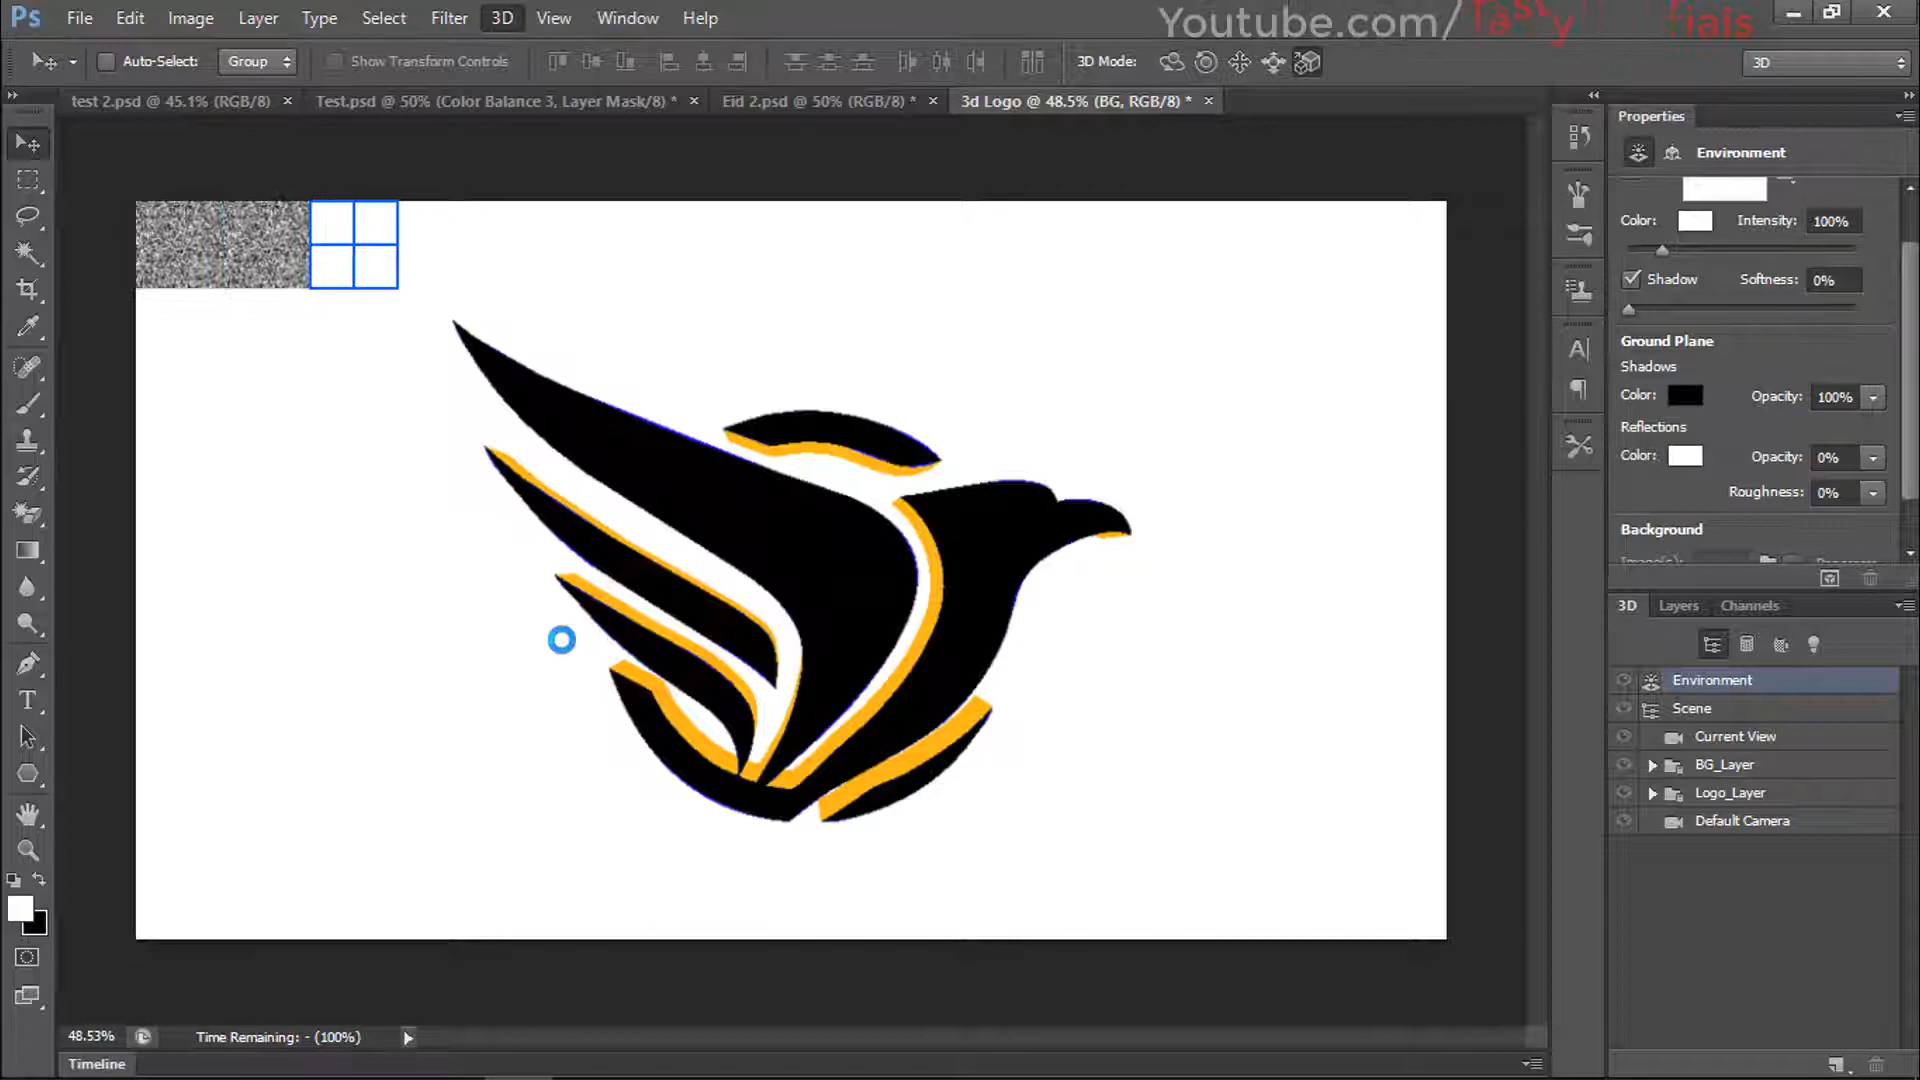 Youtube.com/Tasty
Ps File Edit Image Layer Type Select Filter 3D View Window Help
Auto-Select: Group Show Transform Controls 3D Mode: 3D
test 2.psd @ 45.1% (RGB/8) × Test.psd @ 50% (Color Balance 3, Layer Mask/8) * × Eid 2.psd @ 50% (RGB/8) * × 3d Logo @ 48.5% (BG, RGB/8) * ×
Properties
Environment
Color: Intensity: 100%
Shadow Softness: 0%
Ground Plane
Shadows
Color: Opacity: 100%
Reflections
Color: Opacity: 0%
Roughness: 0%
Background
3D Layers Channels
Environment
Scene
Current View
BG_Layer
Logo_Layer
Default Camera
48.53% Time Remaining: - (100%)
Timeline